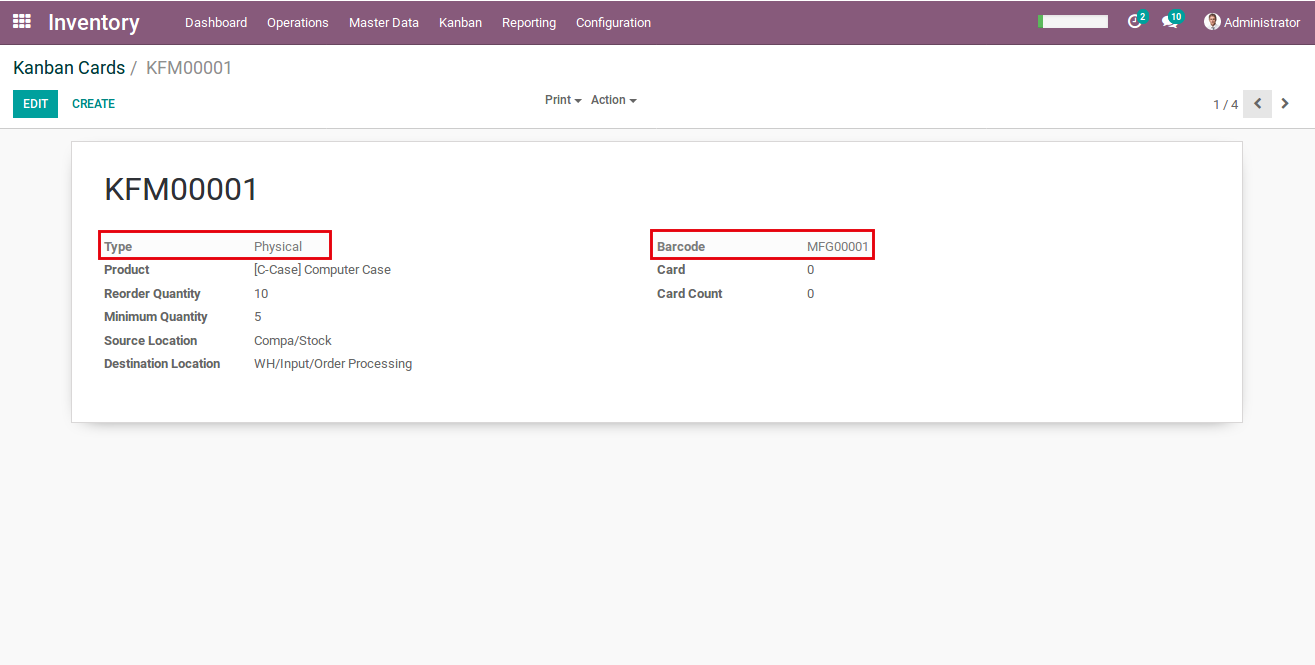 Inventory Dashboard Operations Master Data Kanban Reporting Configuration 2 10 Administrator
Kanban Cards / KFM00001
EDIT CREATE Print Action 1 / 4
KFM00001
Type Physical Barcode MFG00001
Product [C-Case] Computer Case Card 0
Reorder Quantity 10 Card Count 0
Minimum Quantity 5
Source Location Compa/Stock
Destination Location WH/Input/Order Processing